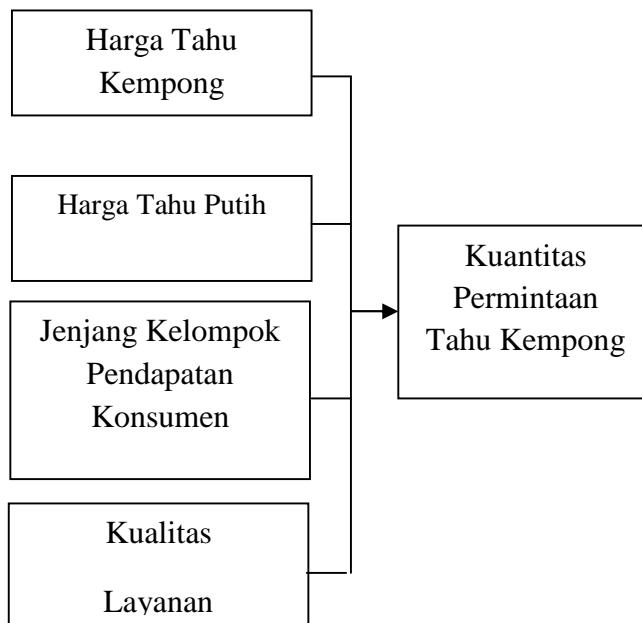 Harga Tahu
Kempong
Harga Tahu Putih
Jenjang Kelompok
Pendapatan
Konsumen
Kualitas
Layanan
Kuantitas
Permintaan
Tahu Kempong